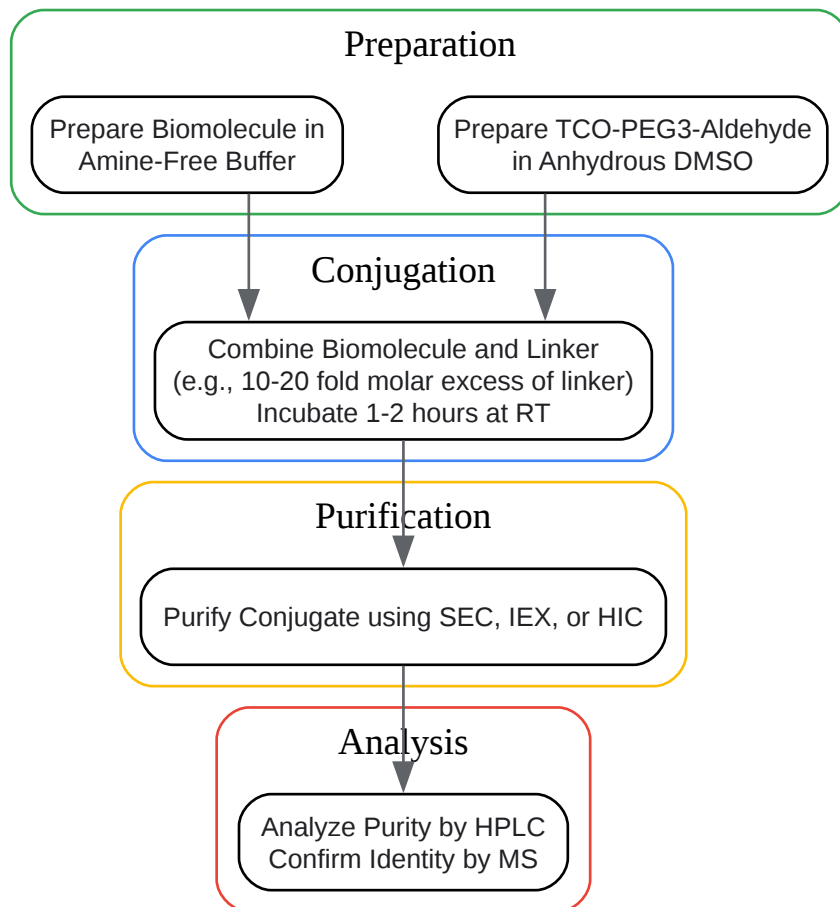 Preparation
Prepare Biomolecule in
Amine-Free Buffer
Prepare TCO-PEG3-Aldehyde
in Anhydrous DMSO
Conjugation
Combine Biomolecule and Linker
(e.g., 10-20 fold molar excess of linker)
Incubate 1-2 hours at RT
Purification
Purify Conjugate using SEC, IEX, or HIC
Analysis
Analyze Purity by HPLC
Confirm Identity by MS